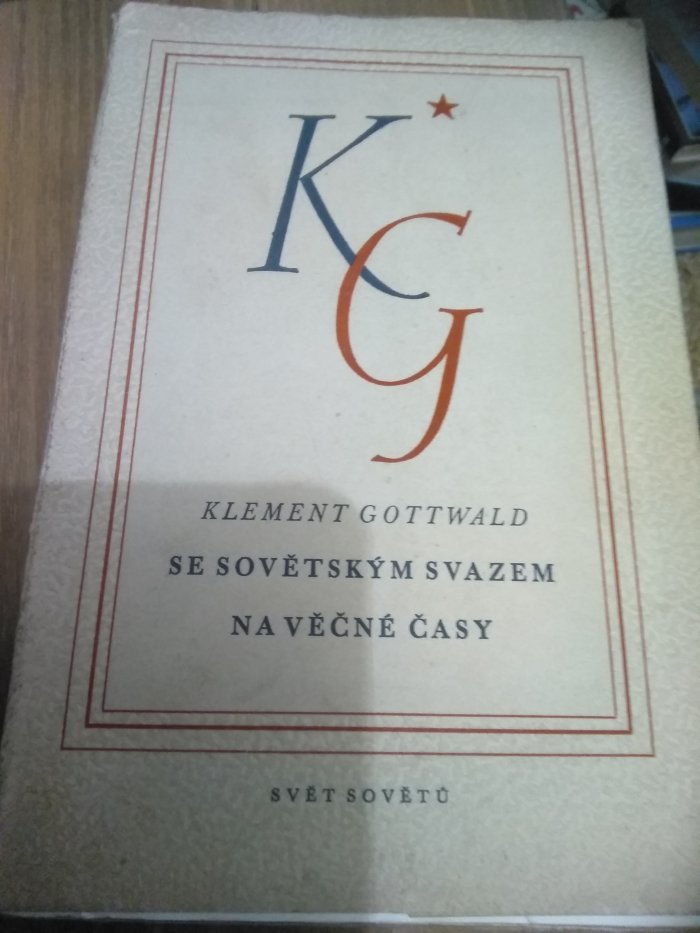 KG
KLEMENT GOTTWALD
SE SOVĚTSKÝM SVAZEM
NA VĚČNÉ ČASY
SVĚT SOVĚTŮ